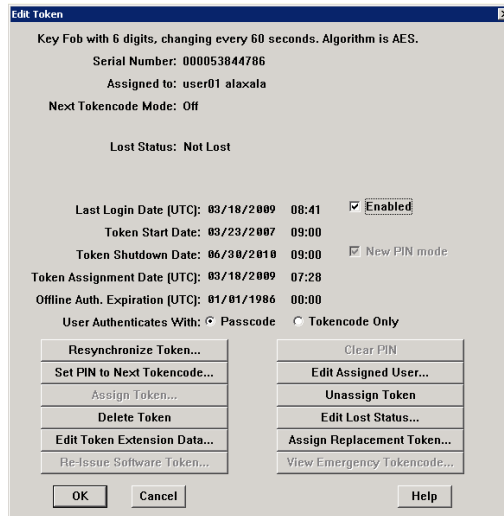 Edit Token
Key Fob with 6 digits, changing every 60 seconds. Algorithm is AES.
Serial Number: 000053844786
Assigned to: user01 alaxala
Next Tokencode Mode: Off
Lost Status: Not Lost
Last Login Date (UTC): 03/18/2009 08:41 Enabled
Token Start Date: 03/23/2007 09:00
Token Shutdown Date: 06/30/2010 09:00 New PIN mode
Token Assignment Date (UTC): 03/18/2009 07:28
Offline Auth. Expiration (UTC): 01/01/1986 00:00
User Authenticates With: Passcode Tokencode Only
Resynchronize Token... Clear PIN
Set PIN to Next Tokencode... Edit Assigned User...
Assign Token... Unassign Token
Delete Token Edit Lost Status...
Edit Token Extension Data... Assign Replacement Token...
Re-Issue Software Token... View Emergency Tokencode...
OK Cancel Help